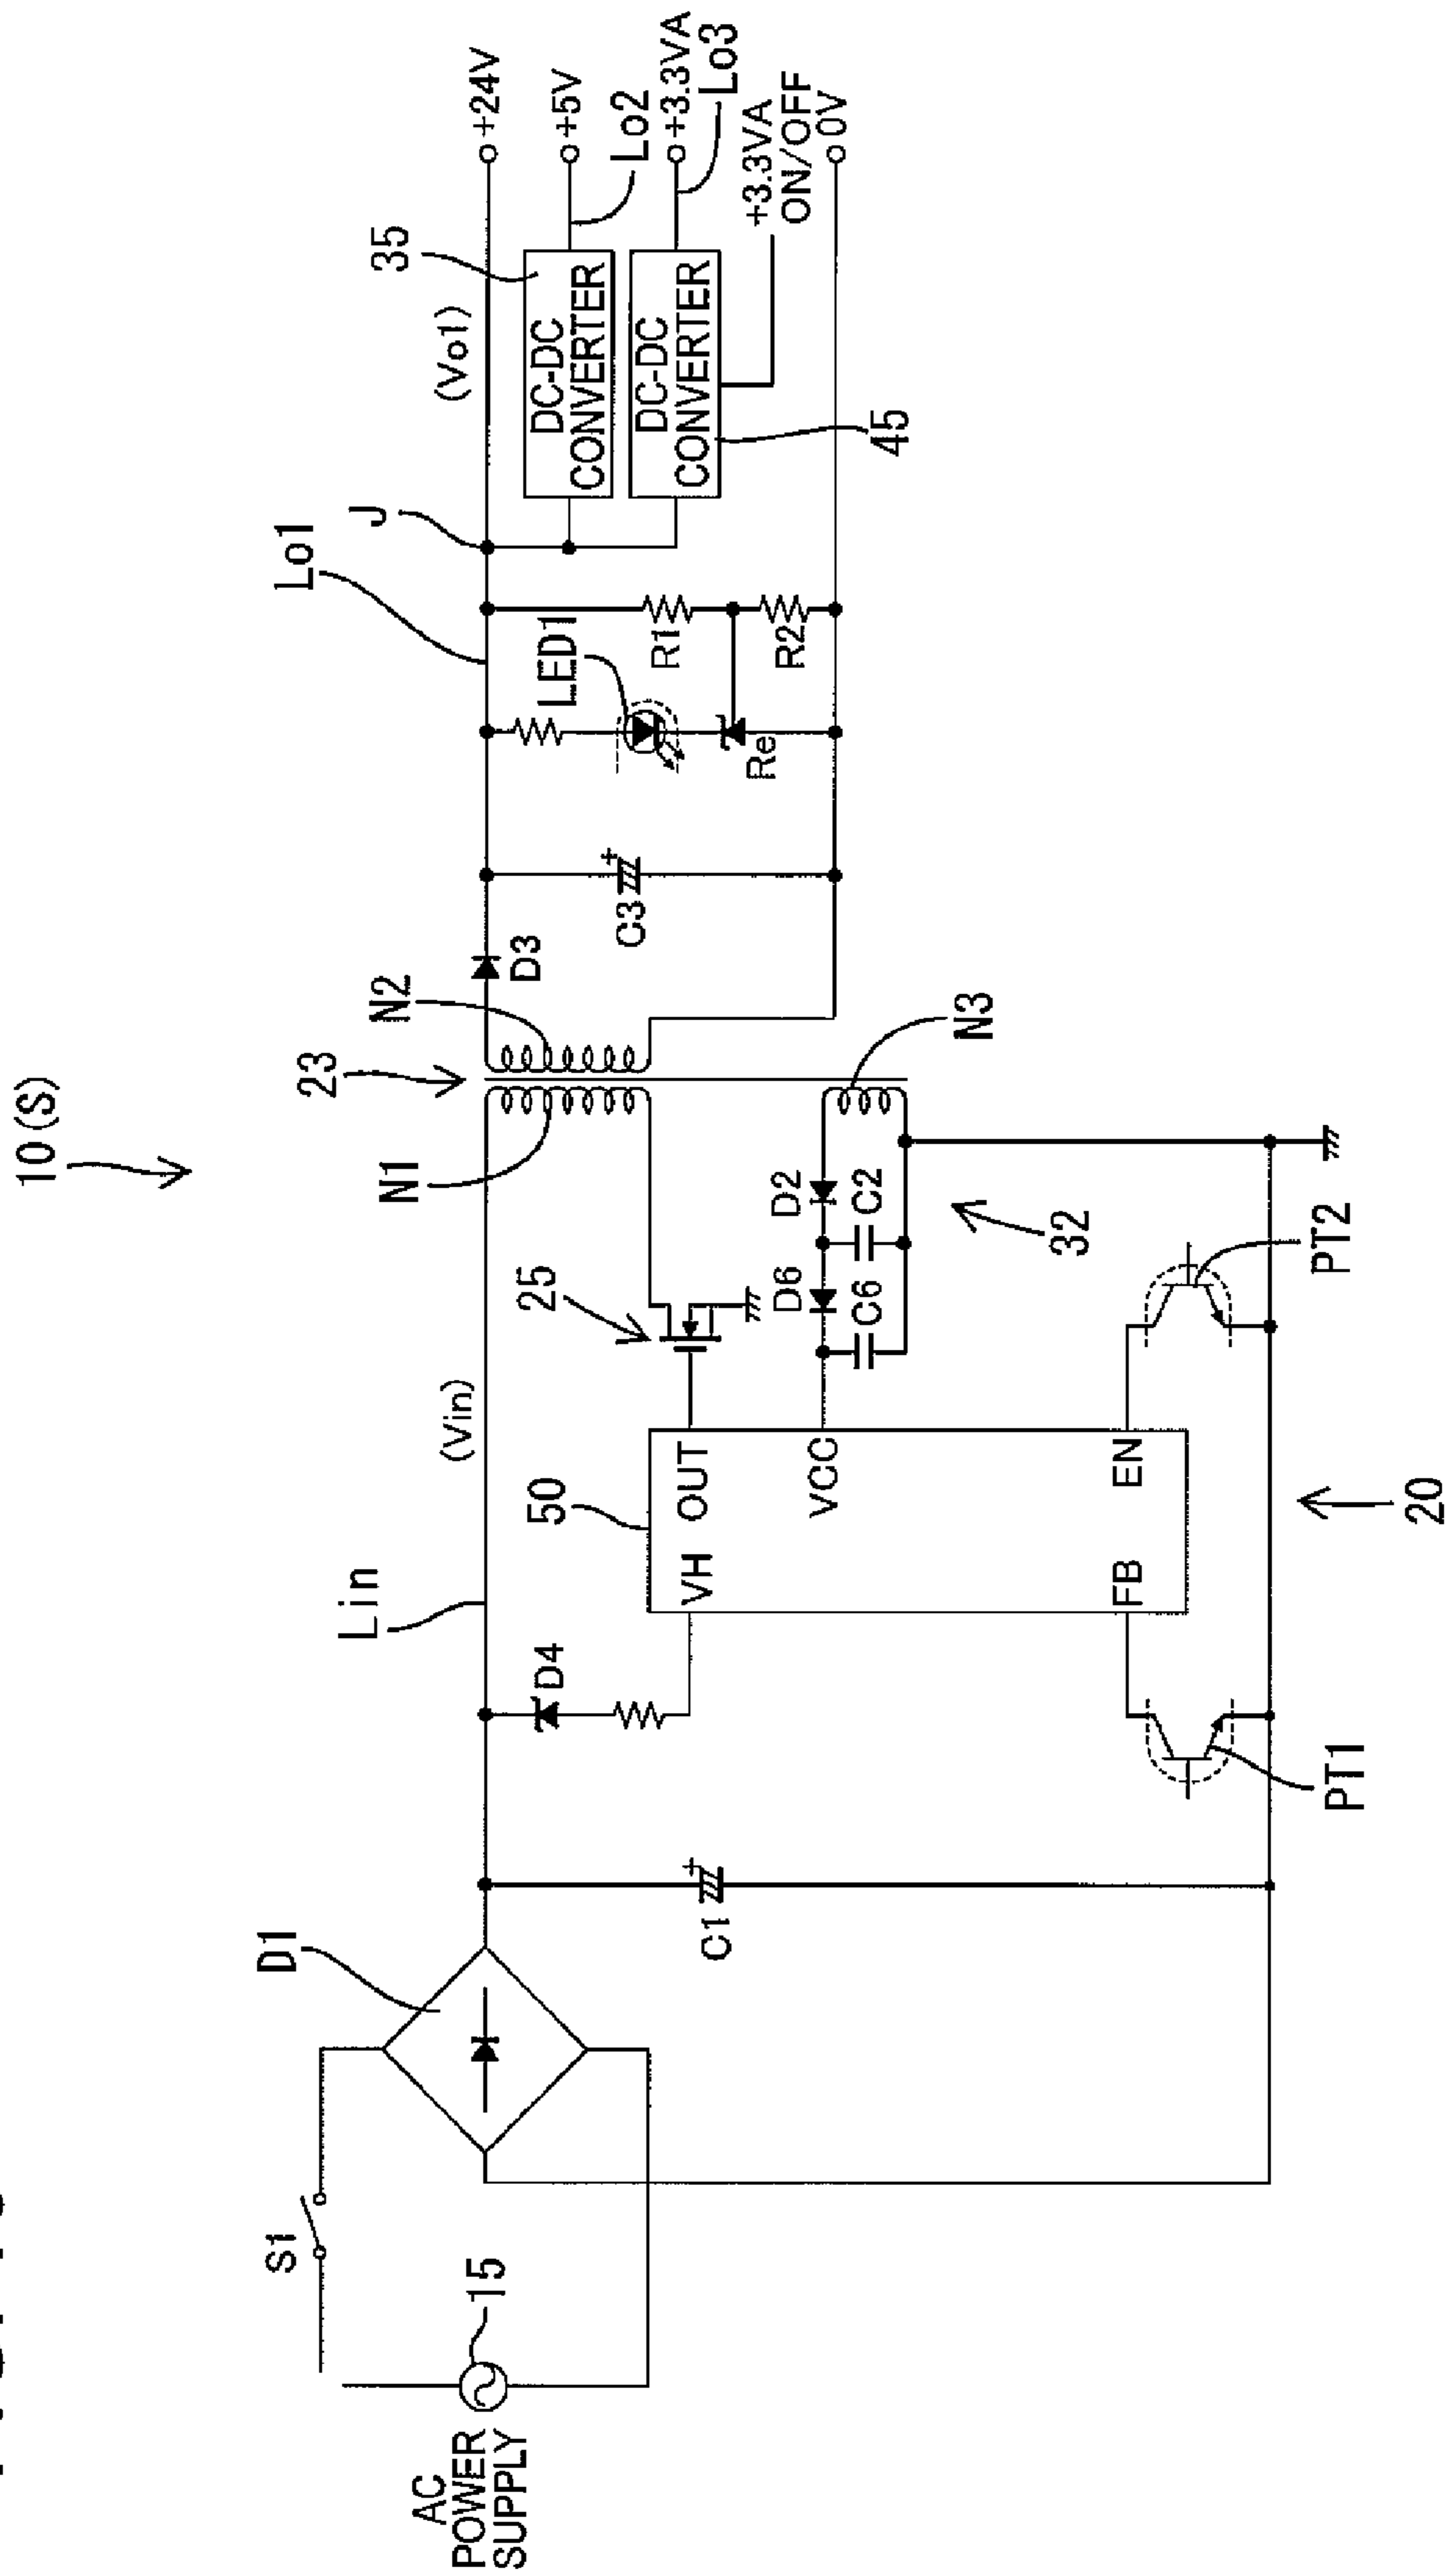 10(S)
23
N1
N2
D3
Lin
(Vin)
Lo1
J
(Vo1)
35
+24V
+5V
Lo2
+3.3VA
Lo3
+3.3VA
ON/OFF
0V
DC-DC
CONVERTER
DC-DC
CONVERTER
45
LED1
R1
R2
Re
C3
N3
D2
C2
D6
C6
32
25
50
VH
OUT
VCC
FB
EN
20
PT1
PT2
D4
C1
D1
S1
15
AC
POWER
SUPPLY